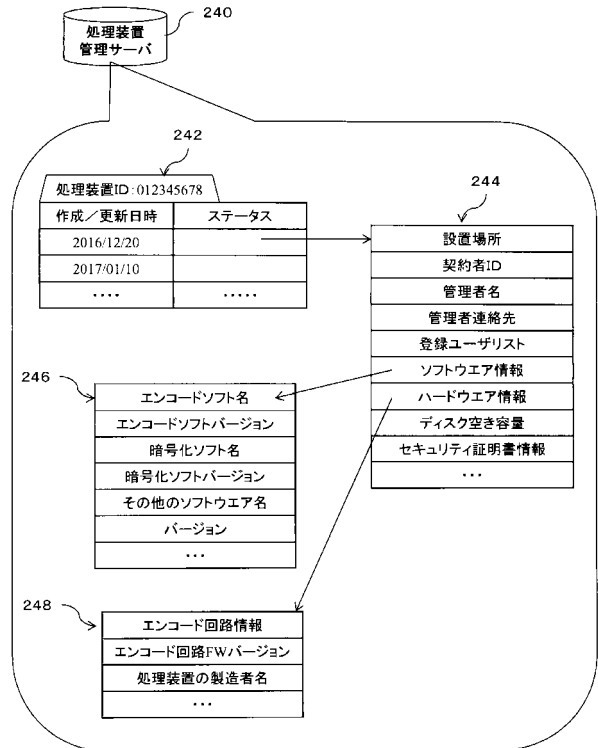 240
処理装置
管理サーバ
242
処理装置ID:012345678
作成／更新日時 ステータス
2016/12/20
2017/01/10
・・・・ ・・・・・
244
設置場所
契約者ID
管理者名
管理者連絡先
登録ユーザリスト
ソフトウエア情報
ハードウエア情報
ディスク空き容量
セキュリティ証明書情報
・・・
246
エンコードソフト名
エンコードソフトバージョン
暗号化ソフト名
暗号化ソフトバージョン
その他のソフトウエア名
バージョン
・・・
248
エンコード回路情報
エンコード回路FWバージョン
処理装置の製造者名
・・・